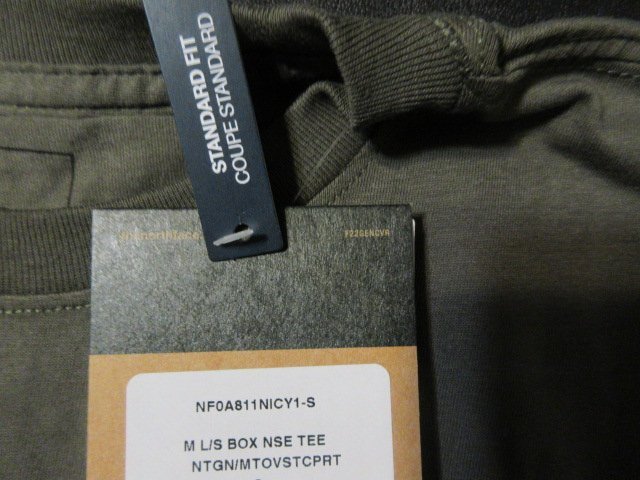 STANDARD FIT
COUPE STANDARD
F22GENCVR
NF0A811NICY1-S
M L/S BOX NSE TEE
NTGN/MTOVSTCPRT